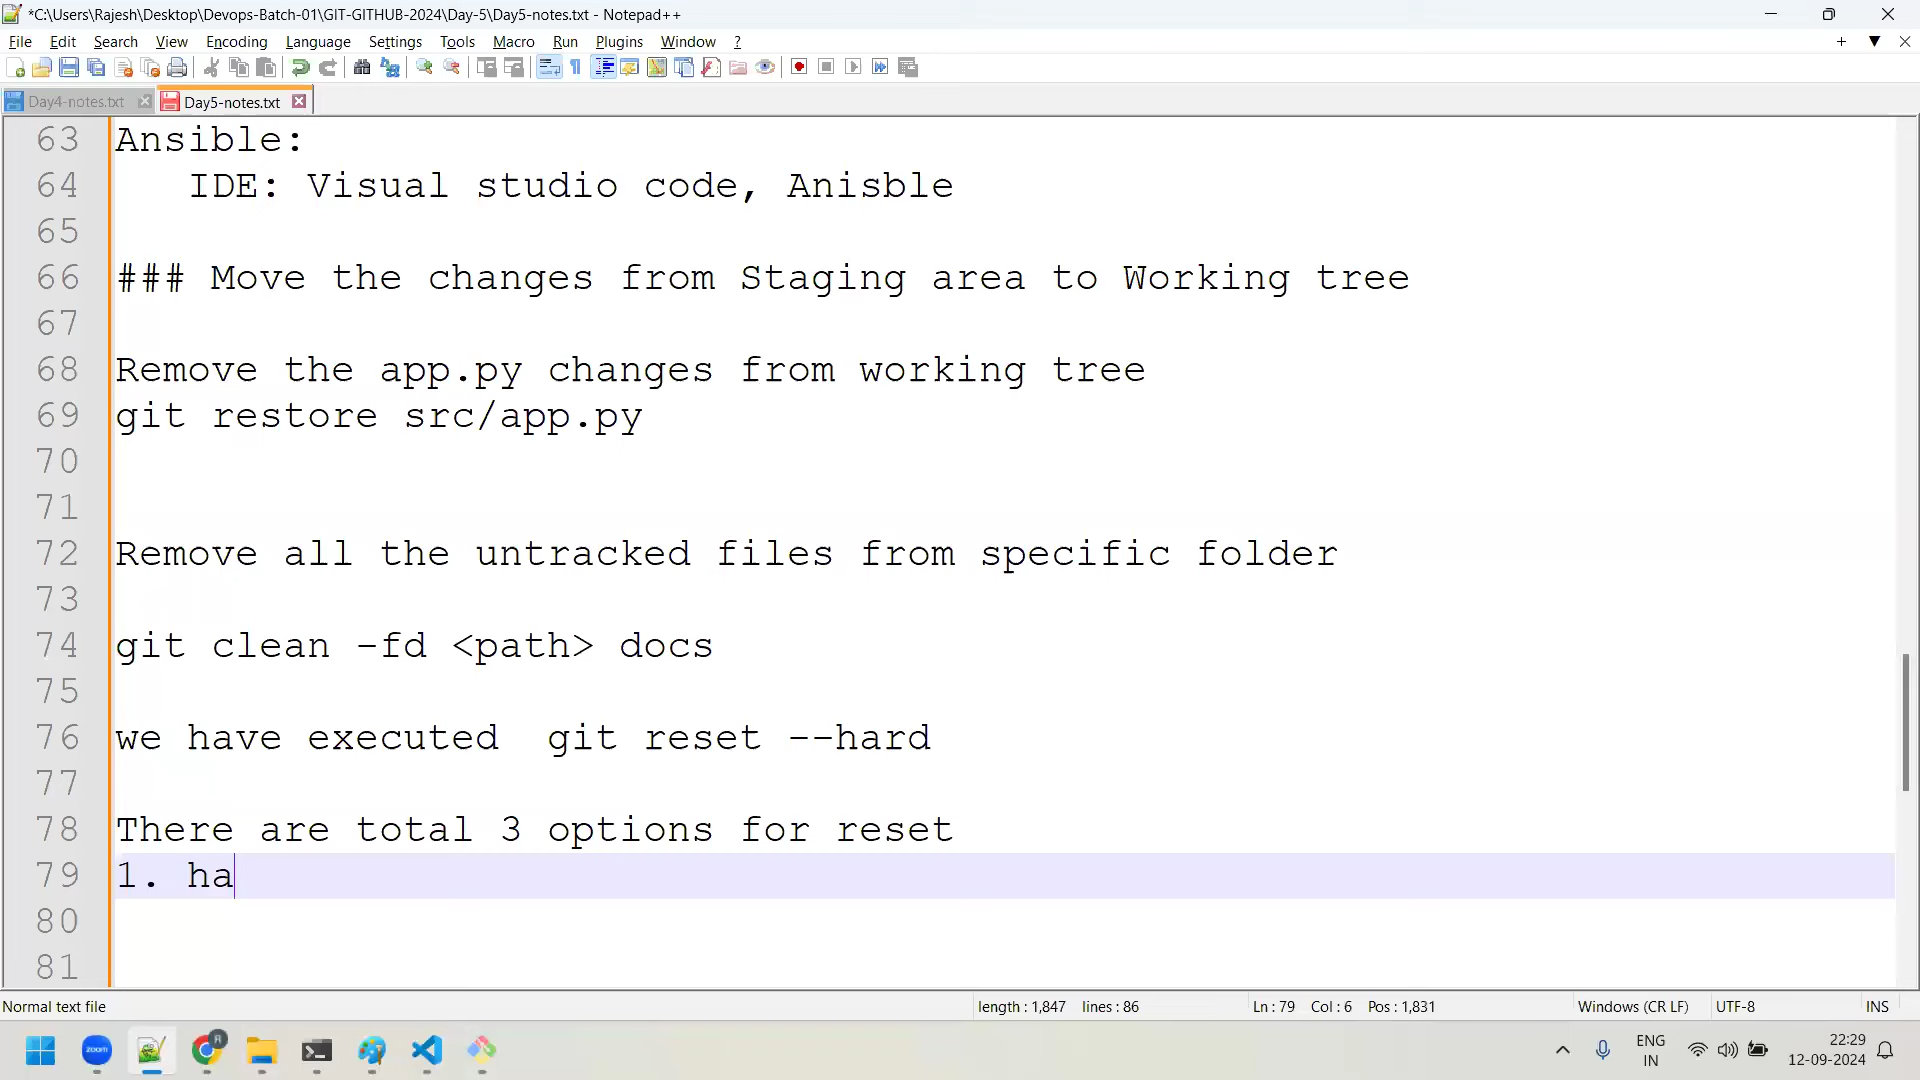 *C:\Users\Rajesh\Desktop\Devops-Batch-01\GIT-GITHUB-2024\Day-5\Day5-notes.txt - Notepad++
File Edit Search View Encoding Language Settings Tools Macro Run Plugins Window ?
Day4-notes.txt Day5-notes.txt
63 Ansible:
64 IDE: Visual studio code, Anisble
65
66 ### Move the changes from Staging area to Working tree
67
68 Remove the app.py changes from working tree
69 git restore src/app.py
70
71
72 Remove all the untracked files from specific folder
73
74 git clean -fd <path> docs
75
76 we have executed  git reset --hard
77
78 There are total 3 options for reset
79 1. ha
80
81
Normal text file length : 1,847 lines : 86 Ln : 79 Col : 6 Pos : 1,831 Windows (CR LF) UTF-8 INS
zoom A ENG 22:29
IN 12-09-2024